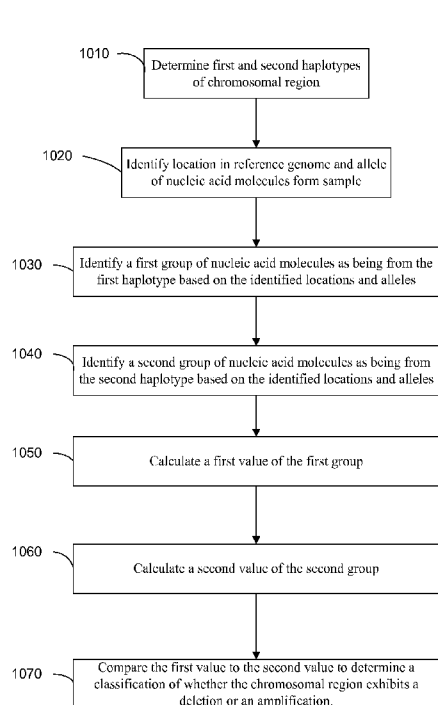 1010
Determine first and second haplotypes
of chromosomal region
1020
Identify location in reference genome and allele
of nucleic acid molecules form sample
1030
Identify a first group of nucleic acid molecules as being from
the first haplotype based on the identified locations and alleles
1040
Identify a second group of nucleic acid molecules as being from
the second haplotype based on the identified locations and alleles
1050
Calculate a first value of the first group
1060
Calculate a second value of the second group
1070
Compare the first value to the second value to determine a
classification of whether the chromosomal region exhibits a
deletion or an amplification.